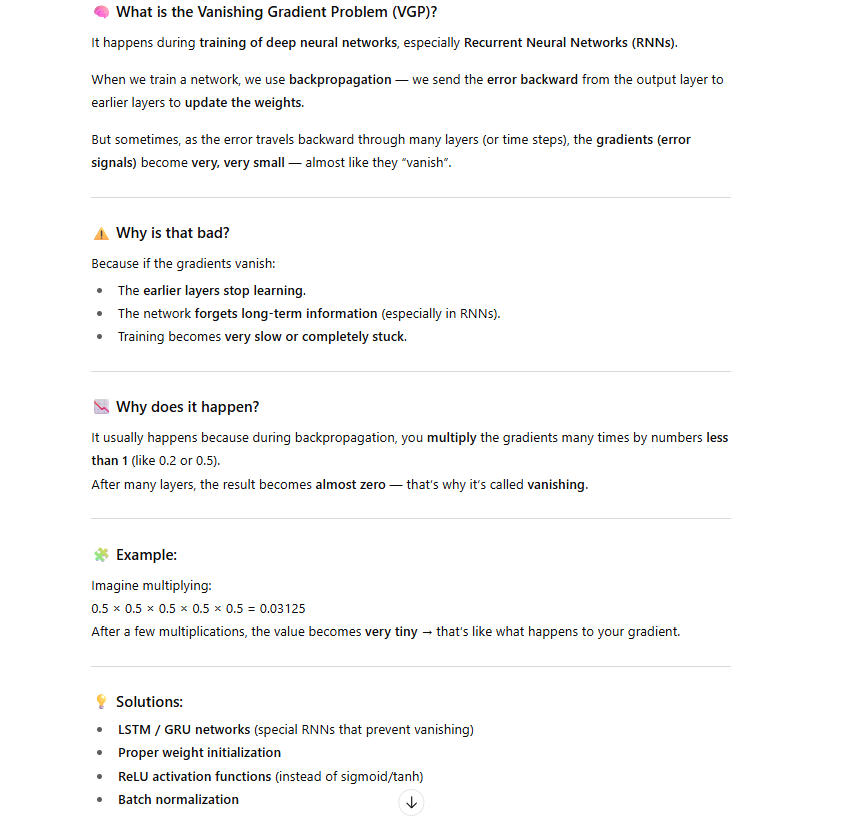 🧠 What is the Vanishing Gradient Problem (VGP)?
It happens during training of deep neural networks, especially Recurrent Neural Networks (RNNs).
When we train a network, we use backpropagation — we send the error backward from the output layer to
earlier layers to update the weights.
But sometimes, as the error travels backward through many layers (or time steps), the gradients (error
signals) become very, very small — almost like they “vanish”.
⚠️ Why is that bad?
Because if the gradients vanish:
• The earlier layers stop learning.
• The network forgets long-term information (especially in RNNs).
• Training becomes very slow or completely stuck.
📉 Why does it happen?
It usually happens because during backpropagation, you multiply the gradients many times by numbers less
than 1 (like 0.2 or 0.5).
After many layers, the result becomes almost zero — that’s why it’s called vanishing.
🧩 Example:
Imagine multiplying:
0.5 × 0.5 × 0.5 × 0.5 × 0.5 = 0.03125
After a few multiplications, the value becomes very tiny → that’s like what happens to your gradient.
💡 Solutions:
• LSTM / GRU networks (special RNNs that prevent vanishing)
• Proper weight initialization
• ReLU activation functions (instead of sigmoid/tanh)
• Batch normalization